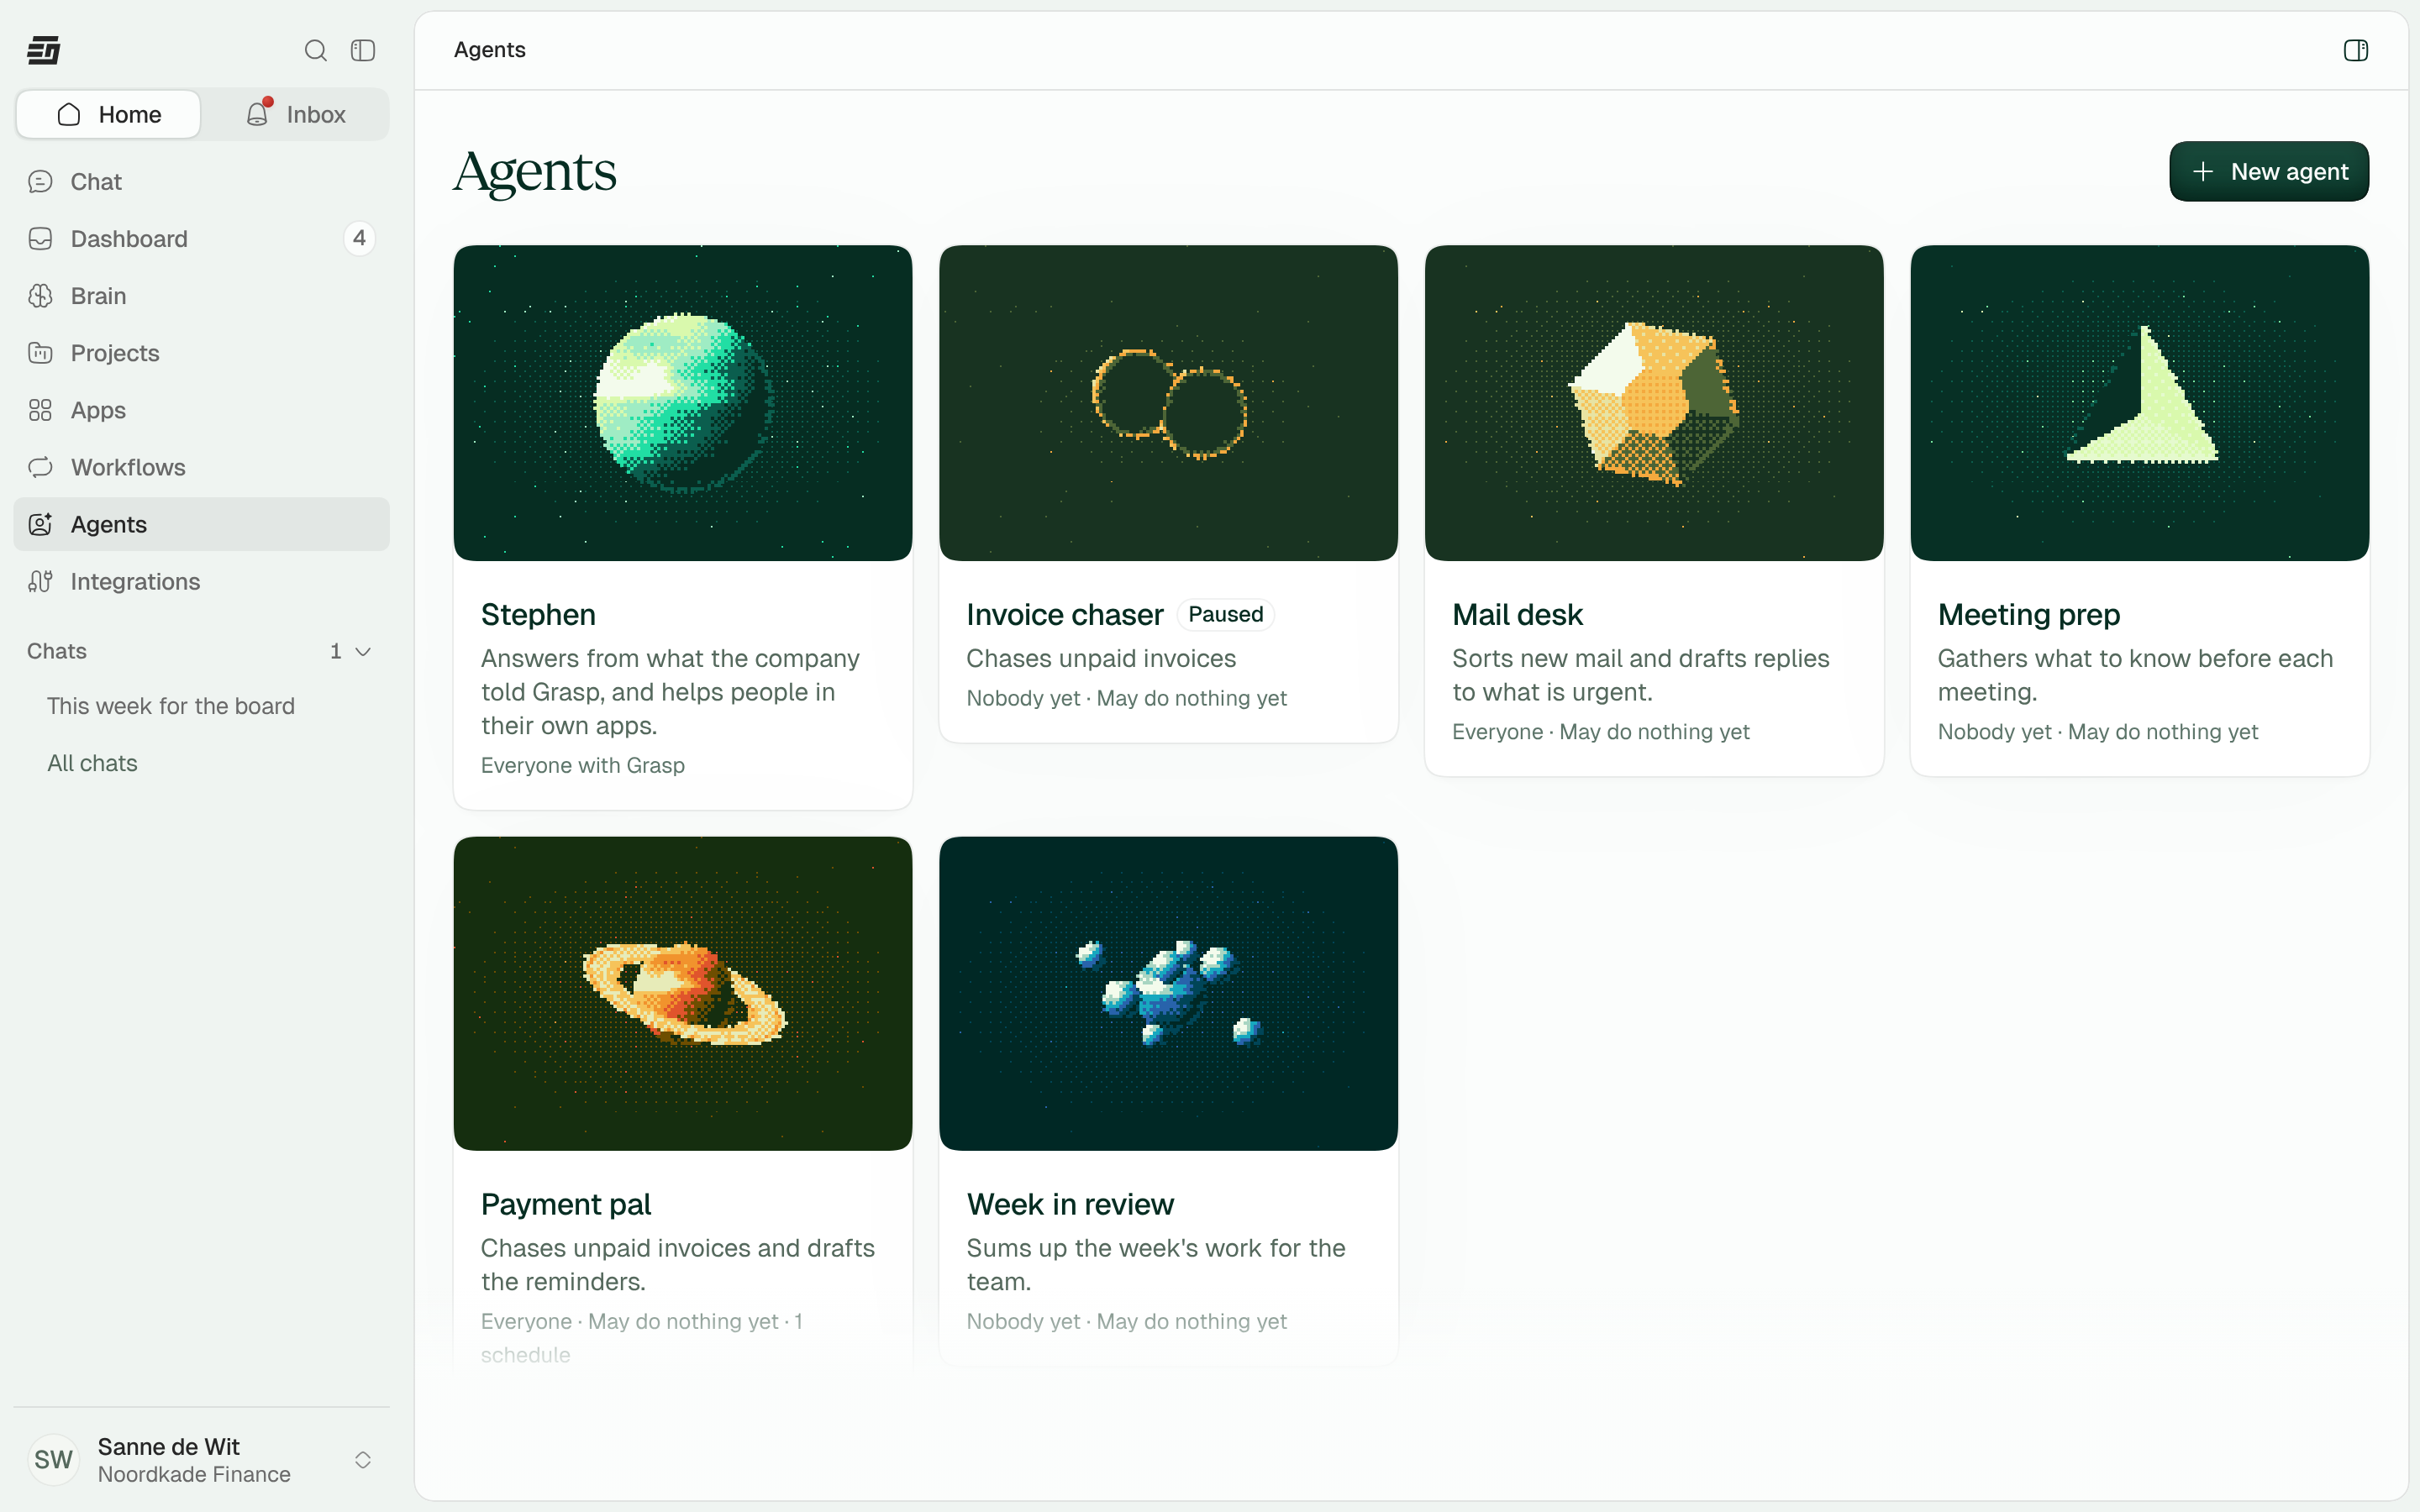 Agents
Home
Inbox
Chat
Dashboard
4
Brain
Projects
Apps
Workflows
Agents
Integrations
Chats
1
This week for the board
All chats
Sanne de Wit
SW
Noordkade Finance
Agents
New agent
Stephen
Answers from what the company
told Grasp, and helps people in
their own apps.
Everyone with Grasp
Invoice chaser
Paused
Chases unpaid invoices
Nobody yet · May do nothing yet
Mail desk
Sorts new mail and drafts replies
to what is urgent.
Everyone · May do nothing yet
Meeting prep
Gathers what to know before each
meeting.
Nobody yet · May do nothing yet
Payment pal
Chases unpaid invoices and drafts
the reminders.
Everyone · May do nothing yet · 1
schedule
Week in review
Sums up the week's work for the
team.
Nobody yet · May do nothing yet